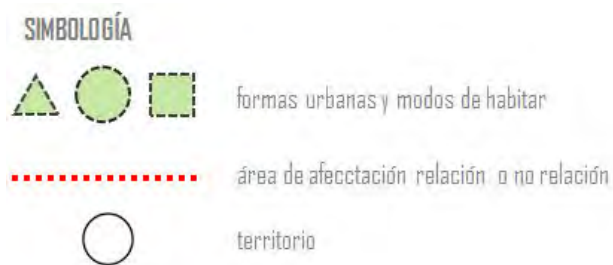 SIMBOLOGÍA
formas urbanas y modos de habitar
área de afecctación relación o no relación
territorio